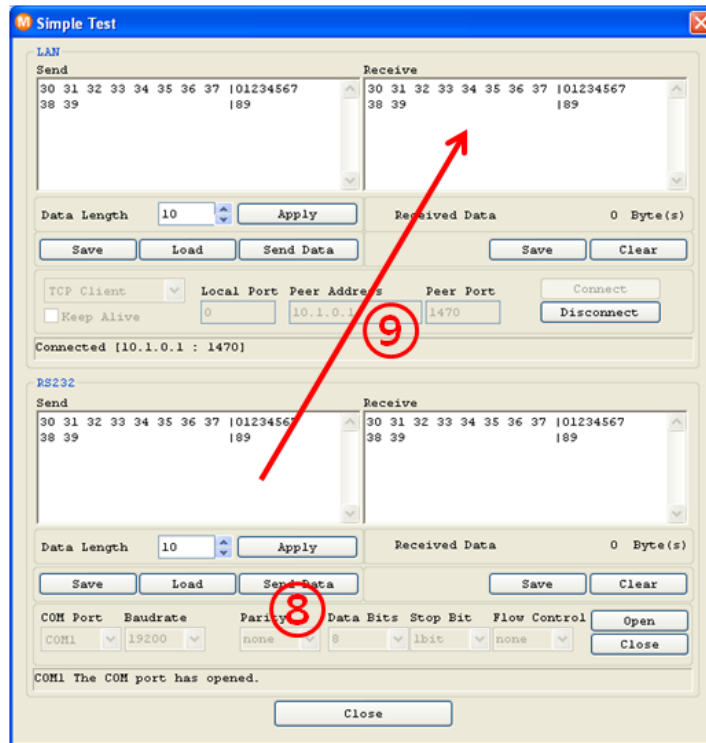 Simple Test
LAN
Send Receive
30 31 32 33 34 35 36 37 |01234567 30 31 32 33 34 35 36 37 |01234567
38 39 |89 38 39 |89
Data Length 10 Apply Received Data 0 Byte(s)
Save Load Send Data Save Clear
TCP Client Local Port Peer Address Peer Port Connect
Keep Alive 0 10.1.0.1 1470 Disconnect
⑨
Connected [10.1.0.1 : 1470]
RS232
Send Receive
30 31 32 33 34 35 36 37 |01234567 30 31 32 33 34 35 36 37 |01234567
38 39 |89 38 39 |89
Data Length 10 Apply Received Data 0 Byte(s)
Save Load Send Data Save Clear
⑧
COM Port Baudrate Parity Data Bits Stop Bit Flow Control Open
COM1 19200 none 8 1bit none Close
COM1 The COM port has opened.
Close